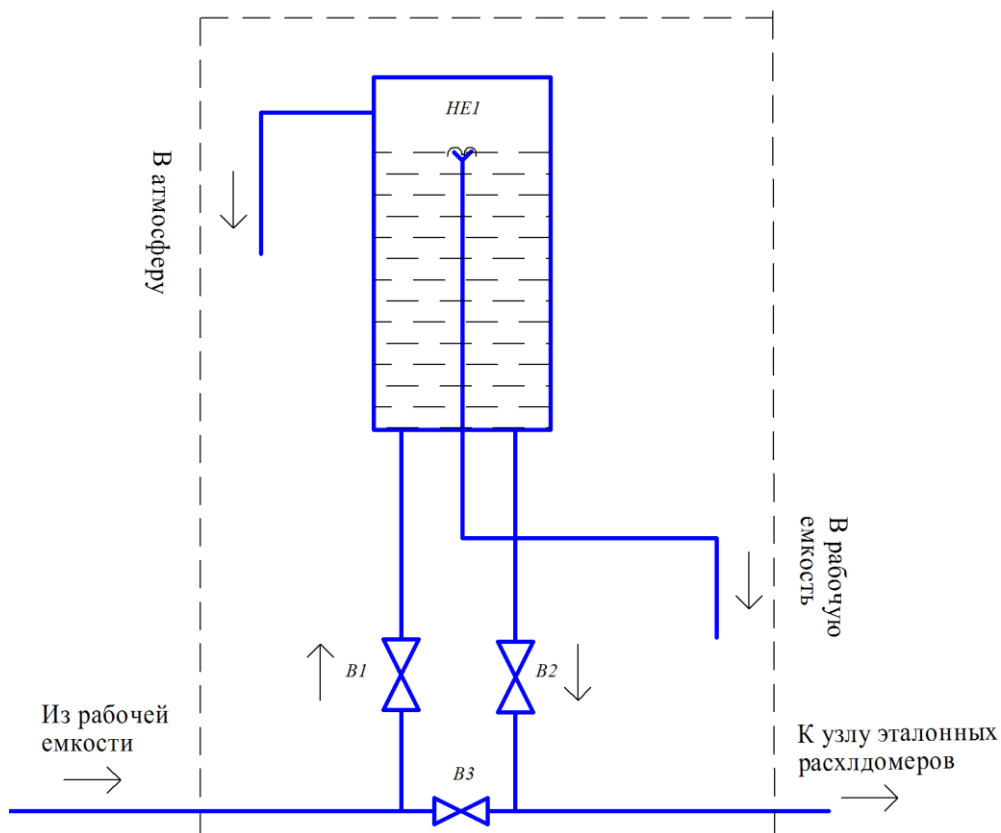 НЕ1
В атмосферу
В рабочую
емкость
В1
В2
Из рабочей
емкости
В3
К узлу эталонных
расхлдомеров